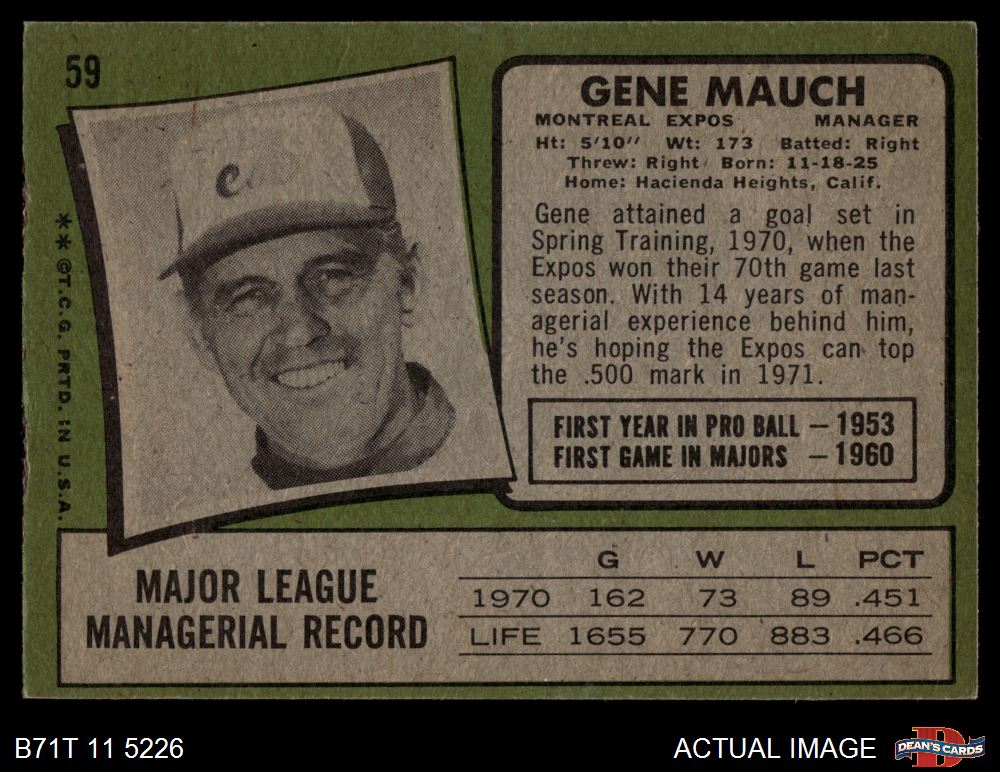 59
** ©T.C.G. PRTD. IN U.S.A.
GENE MAUCH
MONTREAL EXPOS MANAGER
Ht: 5'10" Wt: 173 Batted: Right
Threw: Right Born: 11-18-25
Home: Hacienda Heights, Calif.
Gene attained a goal set in
Spring Training, 1970, when the
Expos won their 70th game last
season. With 14 years of man-
agerial experience behind him,
he's hoping the Expos can top
the .500 mark in 1971.
FIRST YEAR IN PRO BALL — 1953
FIRST GAME IN MAJORS — 1960
MAJOR LEAGUE
MANAGERIAL RECORD
G W L PCT
1970 162 73 89 .451
LIFE 1655 770 883 .466
B71T 11 5226
ACTUAL IMAGE
DEAN'S CARDS